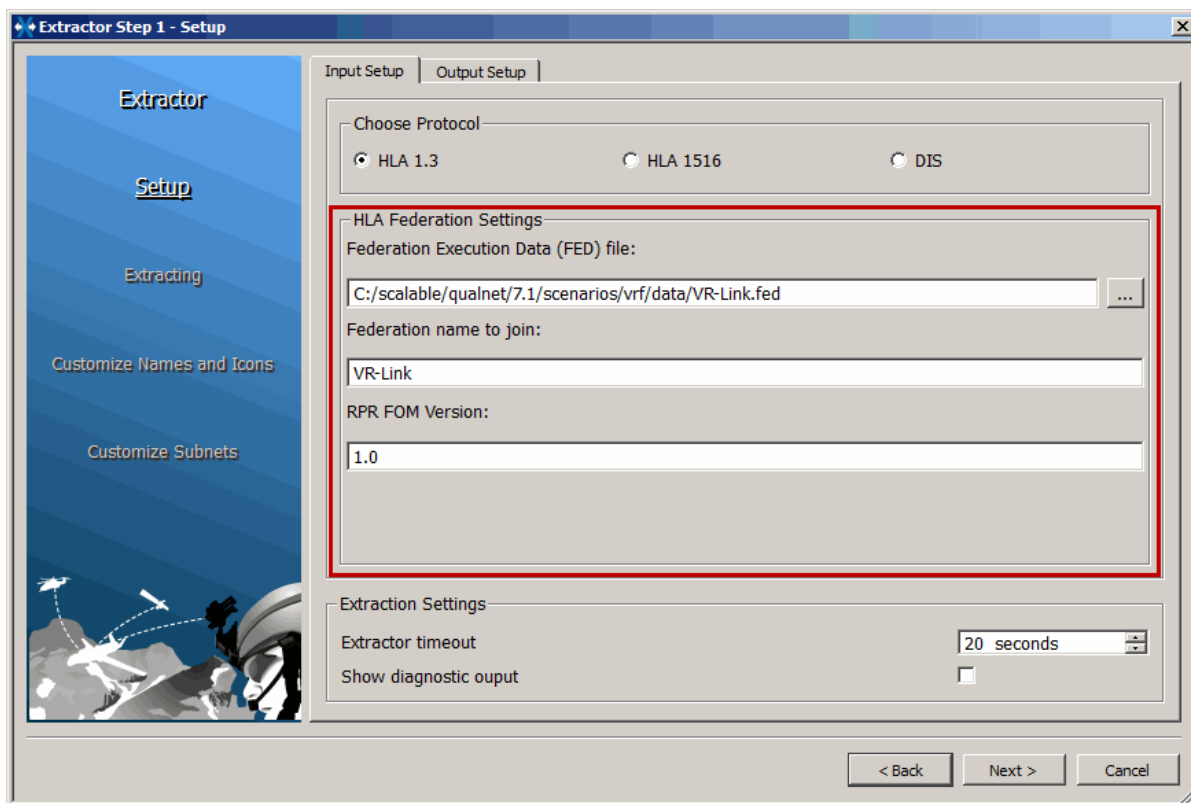 Extractor Step 1 - Setup
Extractor
Setup
Extracting
Customize Names and Icons
Customize Subnets
Input Setup
Output Setup
Choose Protocol
HLA 1.3
HLA 1516
DIS
HLA Federation Settings
Federation Execution Data (FED) file:
C:/scalable/qualnet/7.1/scenarios/vrf/data/VR-Link.fed
...
Federation name to join:
VR-Link
RPR FOM Version:
1.0
Extraction Settings
Extractor timeout
20 seconds
Show diagnostic ouput
< Back
Next >
Cancel